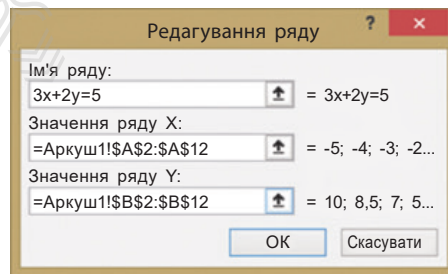 Редагування ряду ? ×
Ім'я ряду:
3x+2y=5 = 3x+2y=5
Значення ряду X:
=Аркуш1!$A$2:$A$12 = -5; -4; -3; -2...
Значення ряду Y:
=Аркуш1!$B$2:$B$12 = 10; 8,5; 7; 5...
ОК Скасувати